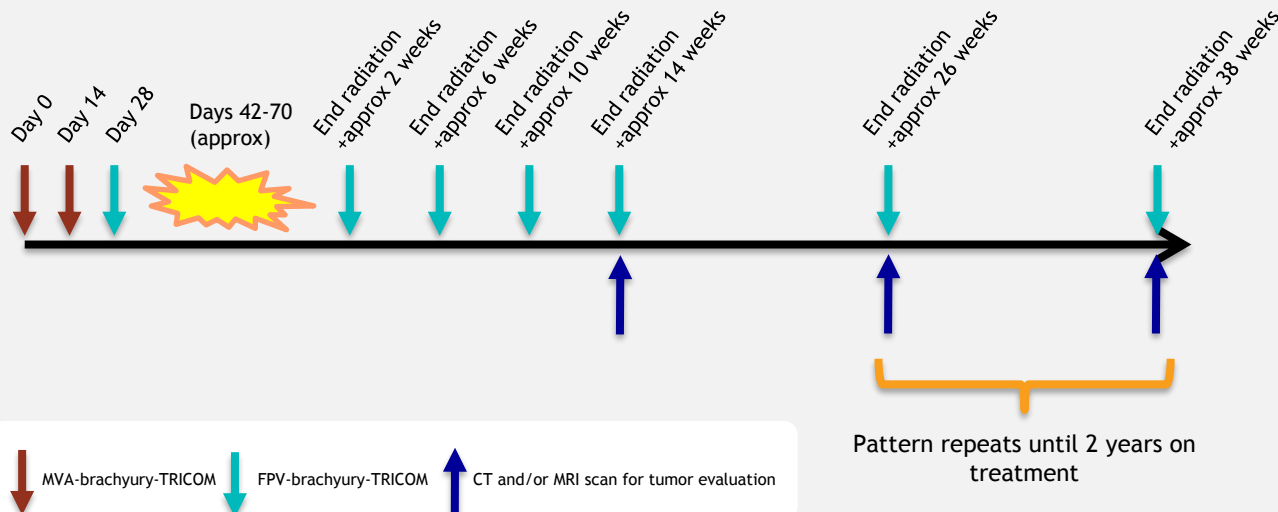 Day 0
Day 14
Day 28
Days 42-70
(approx)
End radiation
+approx 2 weeks
End radiation
+approx 6 weeks
End radiation
+approx 10 weeks
End radiation
+approx 14 weeks
End radiation
+approx 26 weeks
End radiation
+approx 38 weeks
Pattern repeats until 2 years on
treatment
MVA-brachyury-TRICOM
FPV-brachyury-TRICOM
CT and/or MRI scan for tumor evaluation